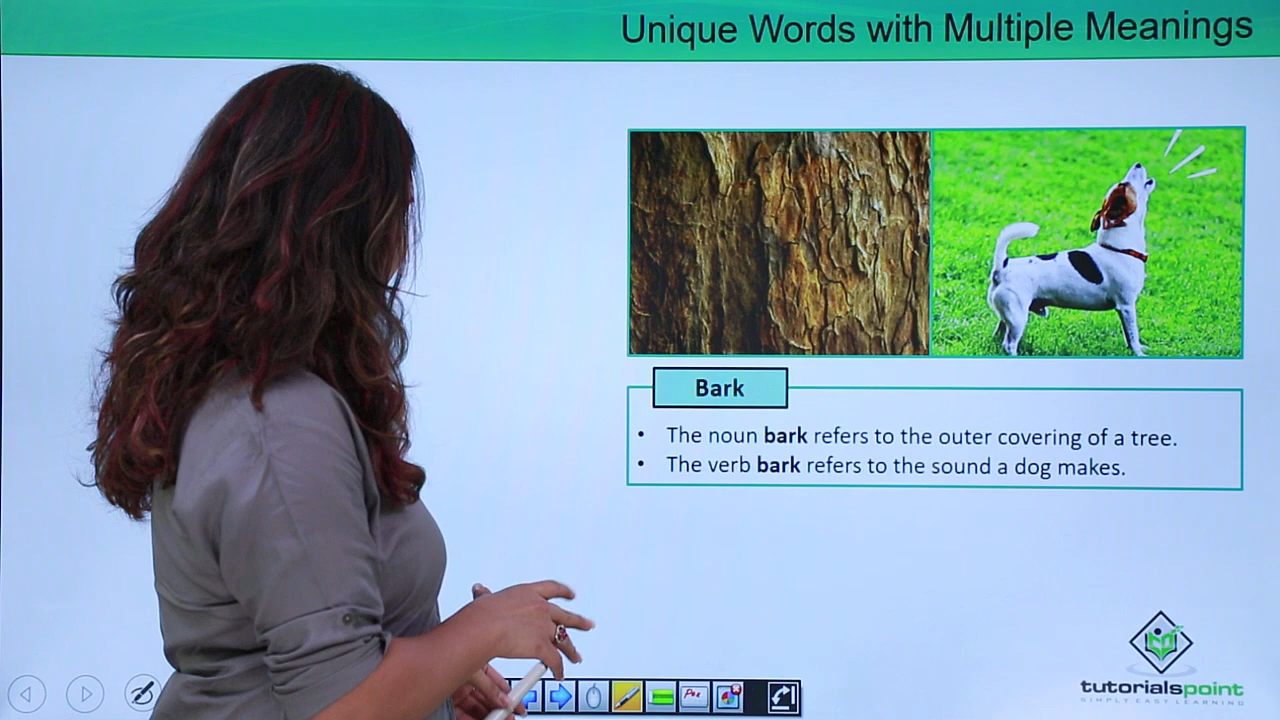 Unique Words with Multiple Meanings
Bark
• The noun bark refers to the outer covering of a tree.
• The verb bark refers to the sound a dog makes.
tutorialspoint
SIMPLY EASY LEARNING